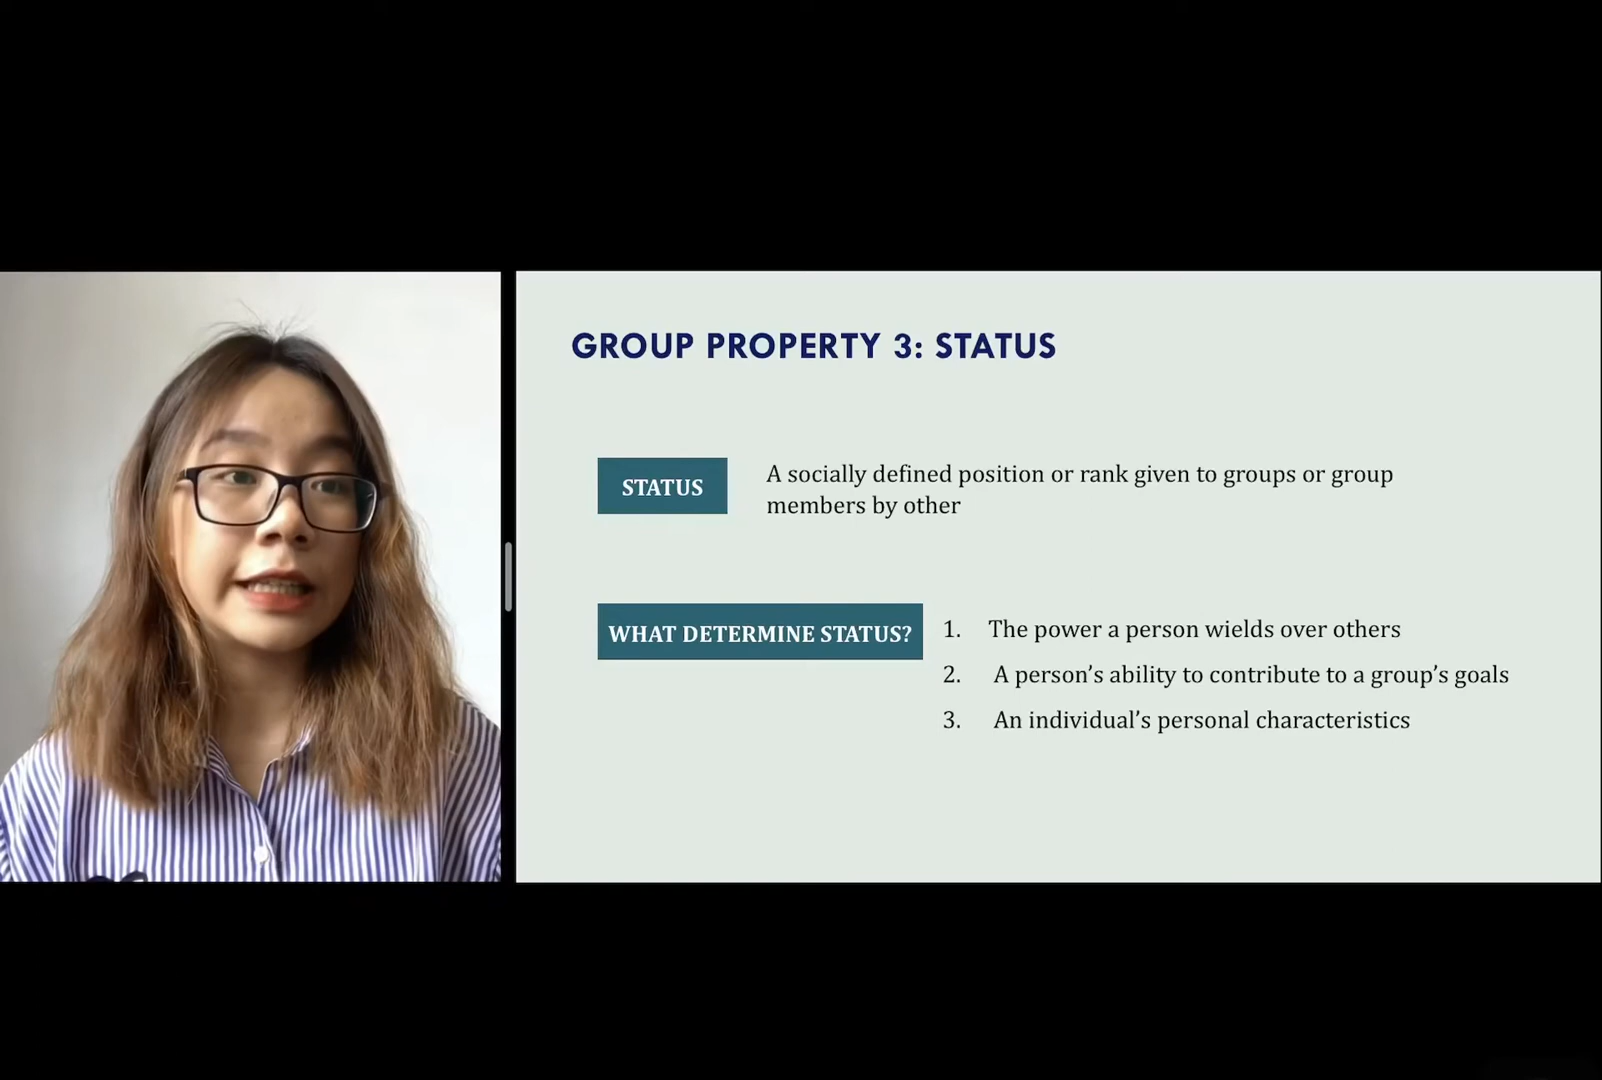 GROUP PROPERTY 3: STATUS
STATUS
A socially defined position or rank given to groups or group
members by other
WHAT DETERMINE STATUS?
1. The power a person wields over others
2. A person’s ability to contribute to a group’s goals
3. An individual’s personal characteristics